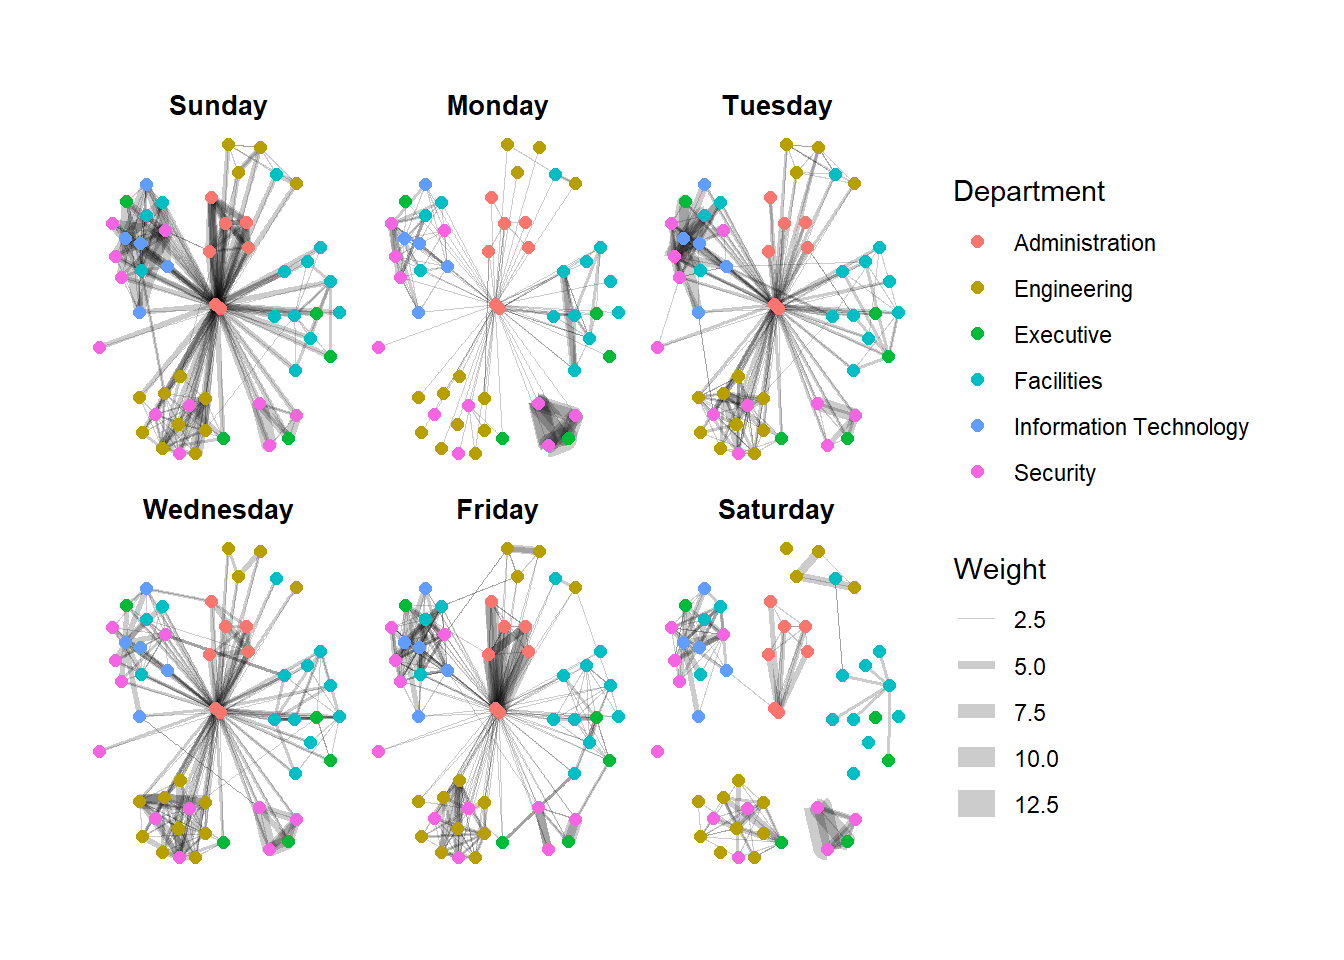 Sunday
Monday
Tuesday
Wednesday
Friday
Saturday
Department
Administration
Engineering
Executive
Facilities
Information Technology
Security
Weight
2.5
5.0
7.5
10.0
12.5